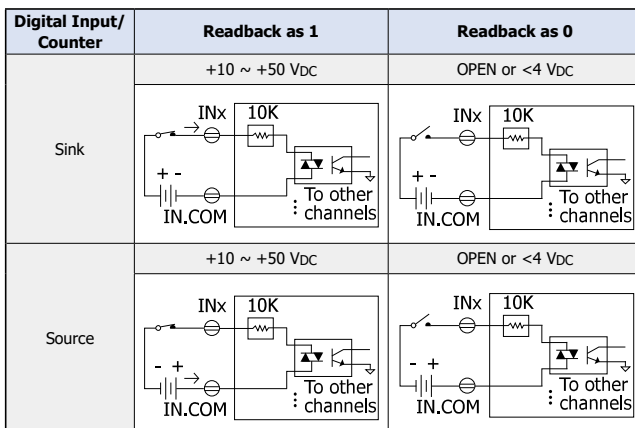 Digital Input/
Counter
Readback as 1
Readback as 0
Sink
+10 ~ +50 VDC
OPEN or <4 VDC
INx
10K
+ -
IN.COM
To other
channels
INx
10K
+ -
IN.COM
To other
channels
Source
+10 ~ +50 VDC
OPEN or <4 VDC
INx
10K
- +
IN.COM
To other
channels
INx
10K
- +
IN.COM
To other
channels